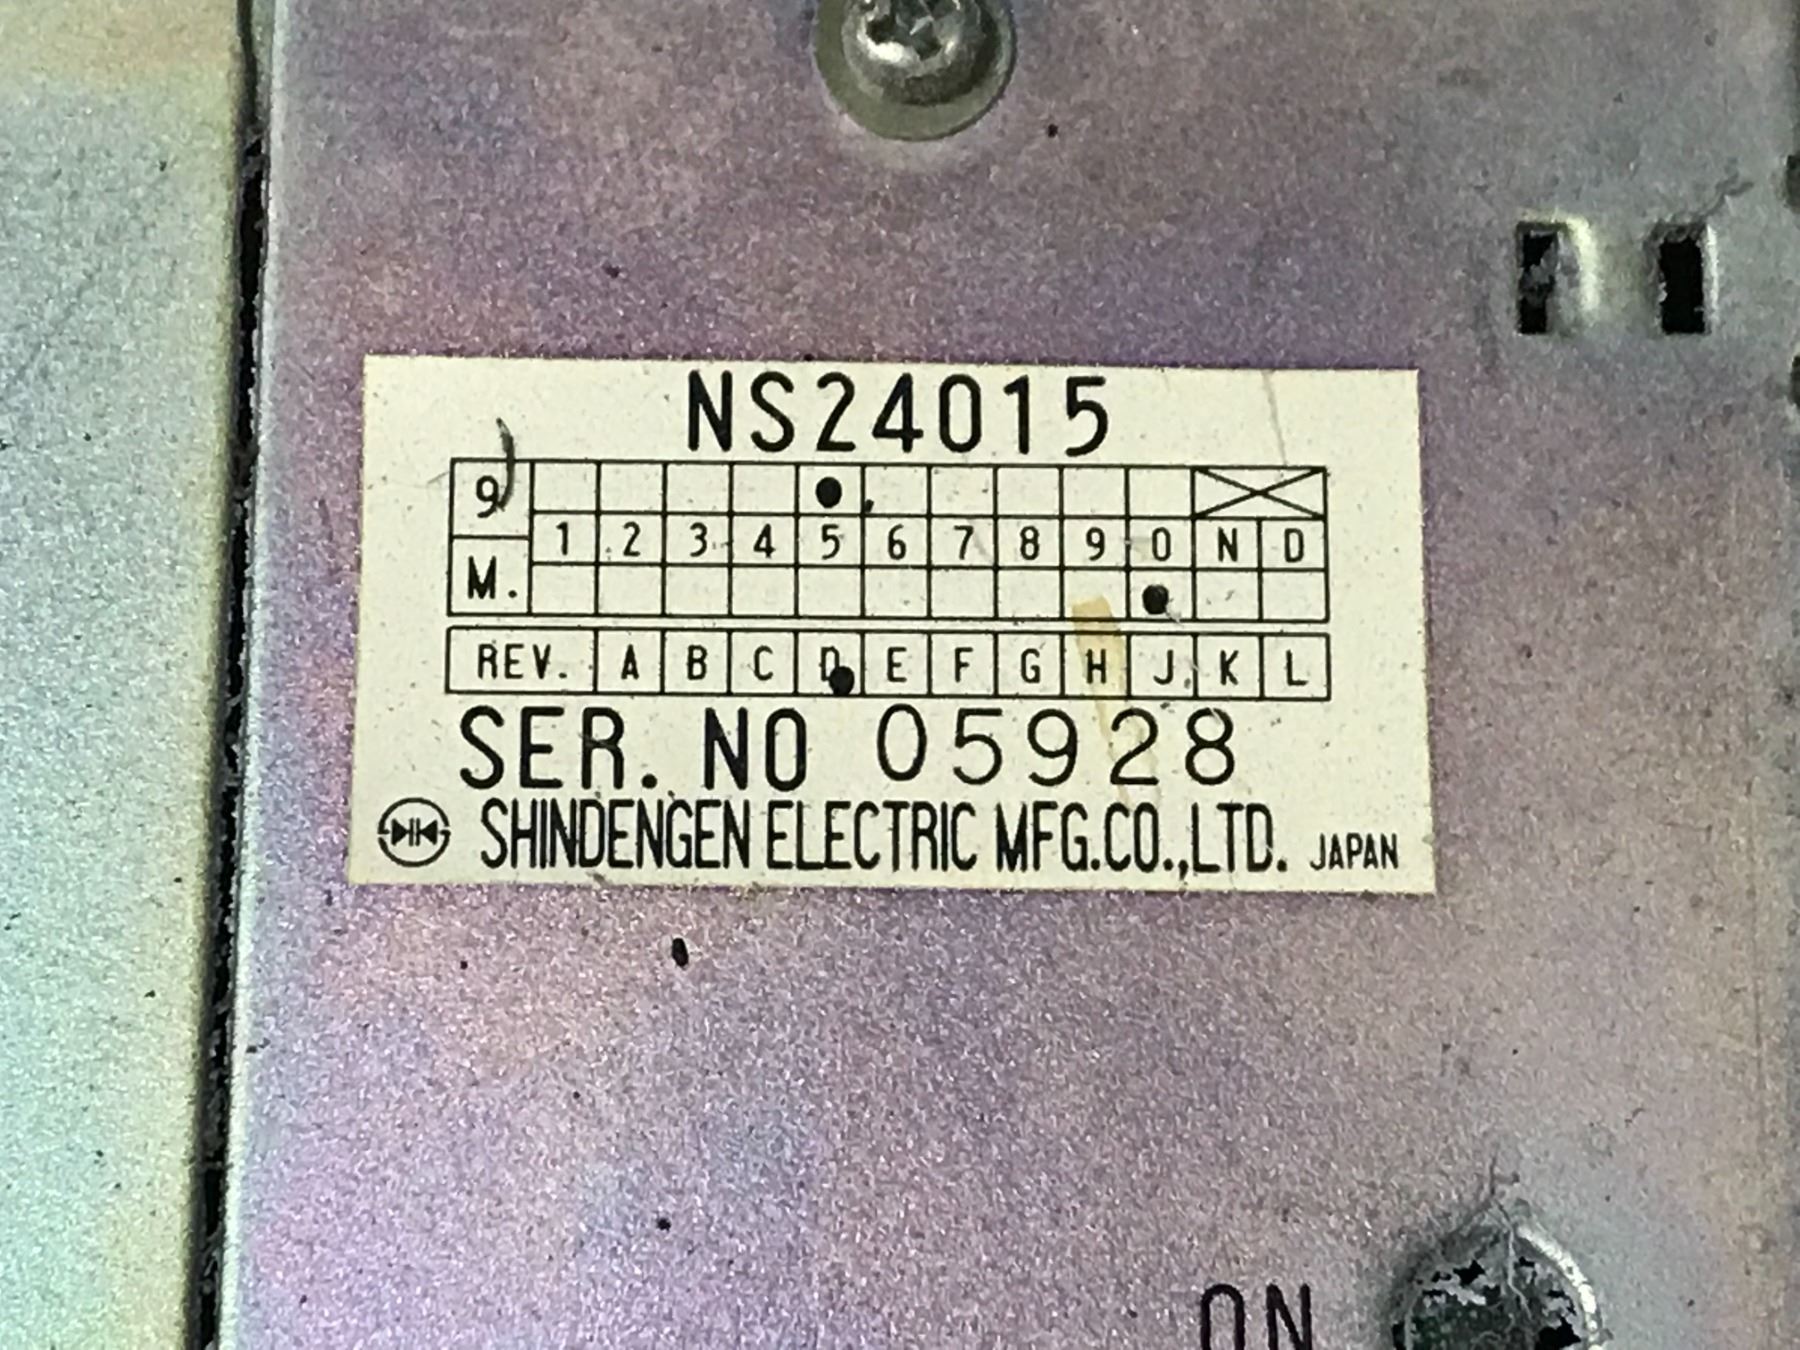 NS24015
9
1 2 3 4 5 6 7 8 9 0 N D
M.
REV. A B C D E F G H J K L
SER. NO 05928
SHINDENGEN ELECTRIC MFG.CO.,LTD. JAPAN
ON